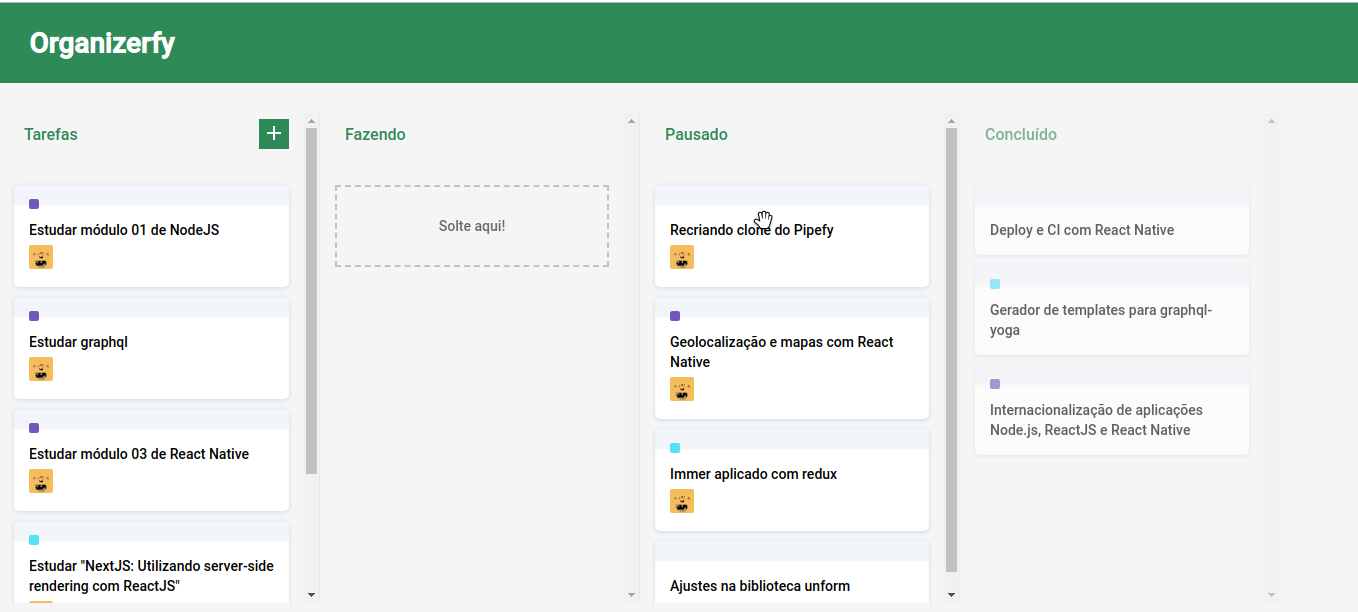 Organizerfy
Tarefas
Estudar módulo 01 de NodeJS
Estudar graphql
Estudar módulo 03 de React Native
Estudar "NextJS: Utilizando server-side
rendering com ReactJS"
Fazendo
Solte aqui!
Pausado
Recriando clone do Pipefy
Geolocalização e mapas com React
Native
Immer aplicado com redux
Ajustes na biblioteca unform
Concluído
Deploy e CI com React Native
Gerador de templates para graphql-
yoga
Internacionalização de aplicações
Node.js, ReactJS e React Native